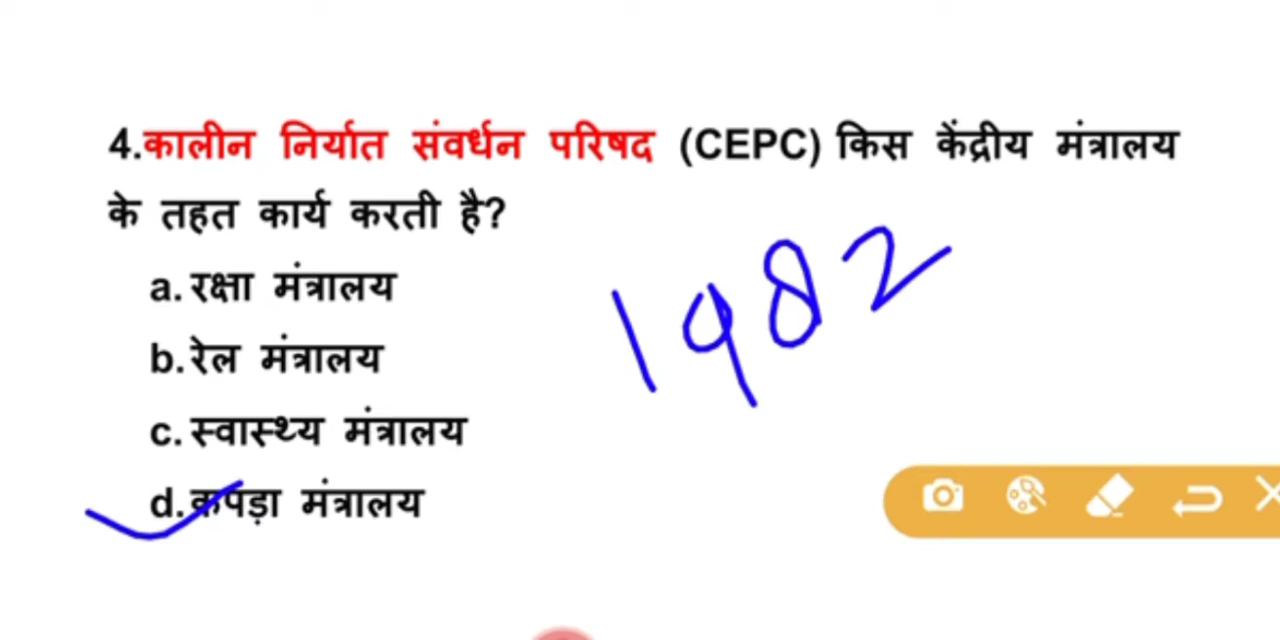 4.कालीन निर्यात संवर्धन परिषद (CEPC) किस केंद्रीय मंत्रालय
के तहत कार्य करती है?
a. रक्षा मंत्रालय
1982
b. रेल मंत्रालय
c. स्वास्थ्य मंत्रालय
d. कपड़ा मंत्रालय